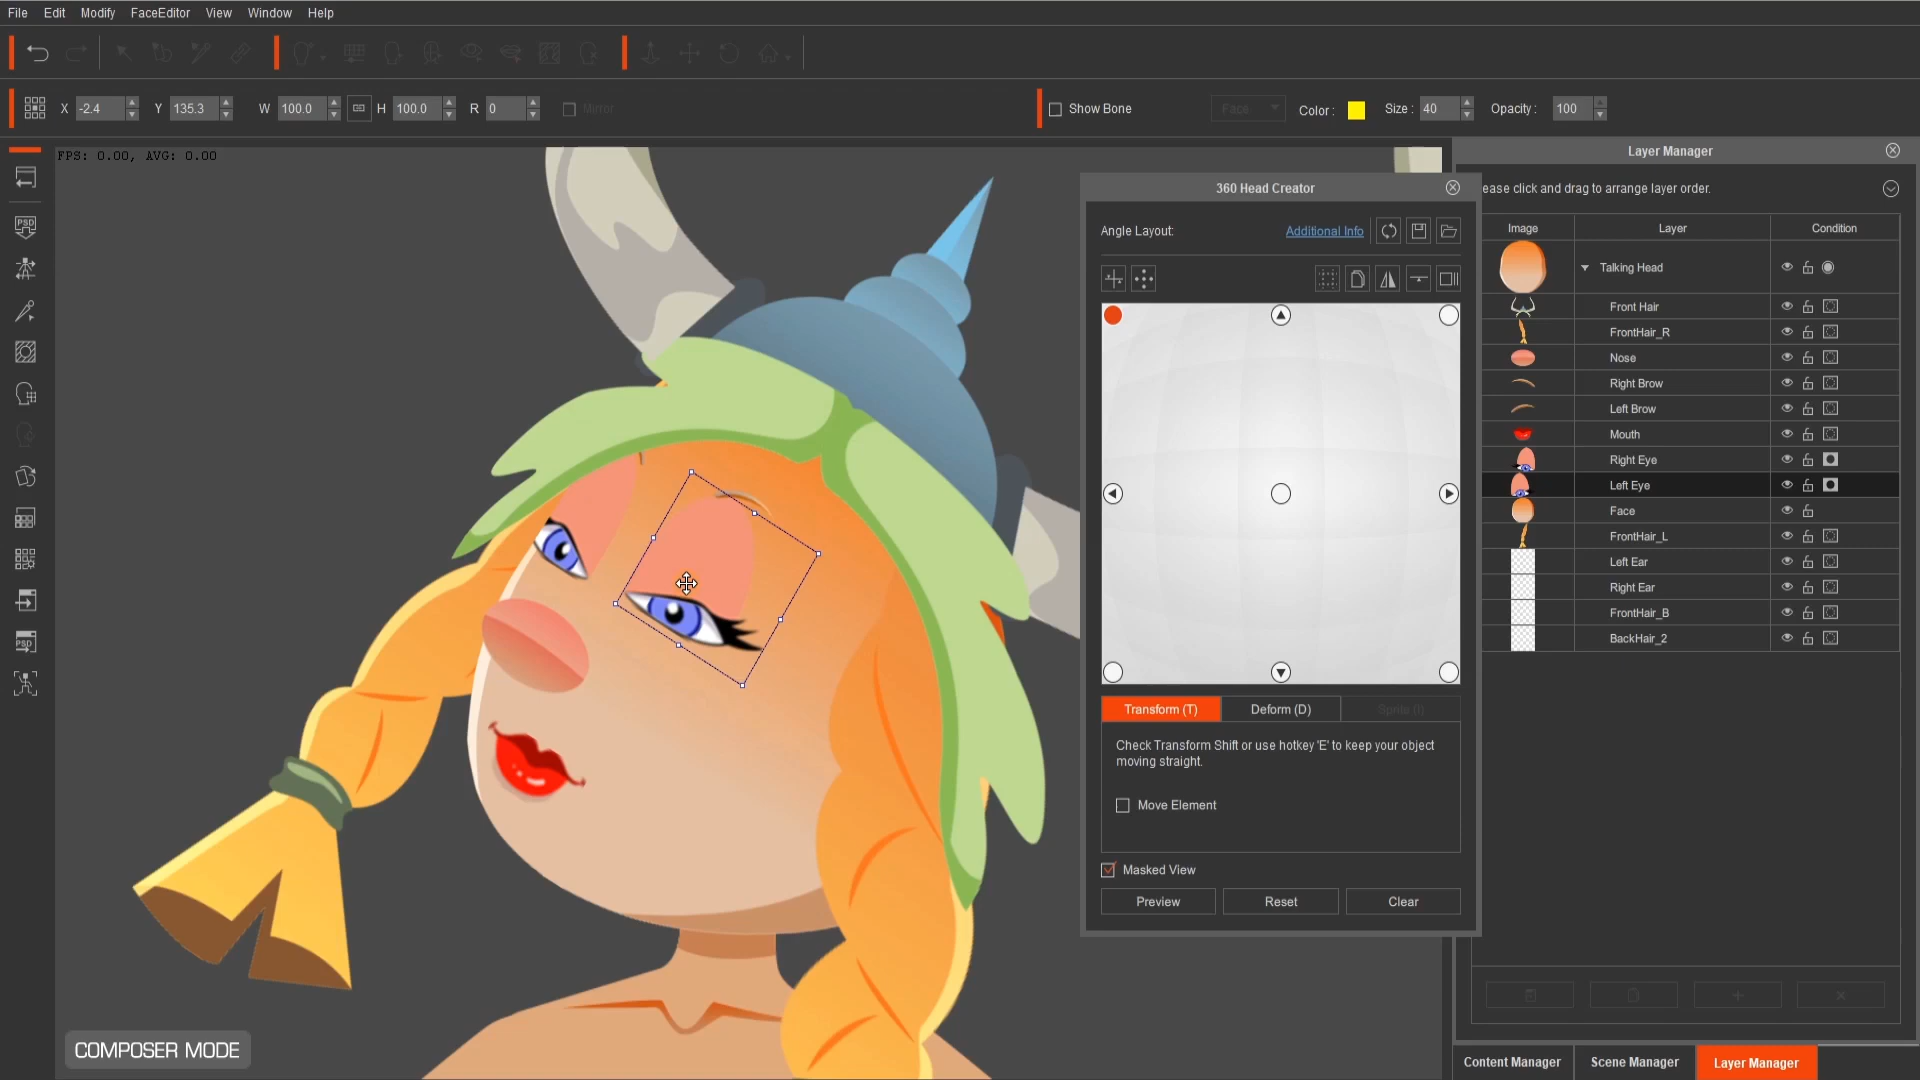 File Edit Modify FaceEditor View Window Help
X -2.4 Y 135.3 W 100.0 H 100.0 R 0 Mirror Show Bone Face Color : Size : 40 Opacity : 100
FPS: 0.00, AVG: 0.00
Layer Manager
ease click and drag to arrange layer order.
Image Layer Condition
Talking Head
Front Hair
FrontHair_R
Nose
Right Brow
Left Brow
Mouth
Right Eye
Left Eye
Face
FrontHair_L
Left Ear
Right Ear
FrontHair_B
BackHair_2
360 Head Creator
Angle Layout:
Additional Info
Transform (T) Deform (D) Sprite (I)
Check Transform Shift or use hotkey 'E' to keep your object
moving straight.
Move Element
Masked View
Preview Reset Clear
PSD
PSD
COMPOSER MODE
Content Manager Scene Manager Layer Manager